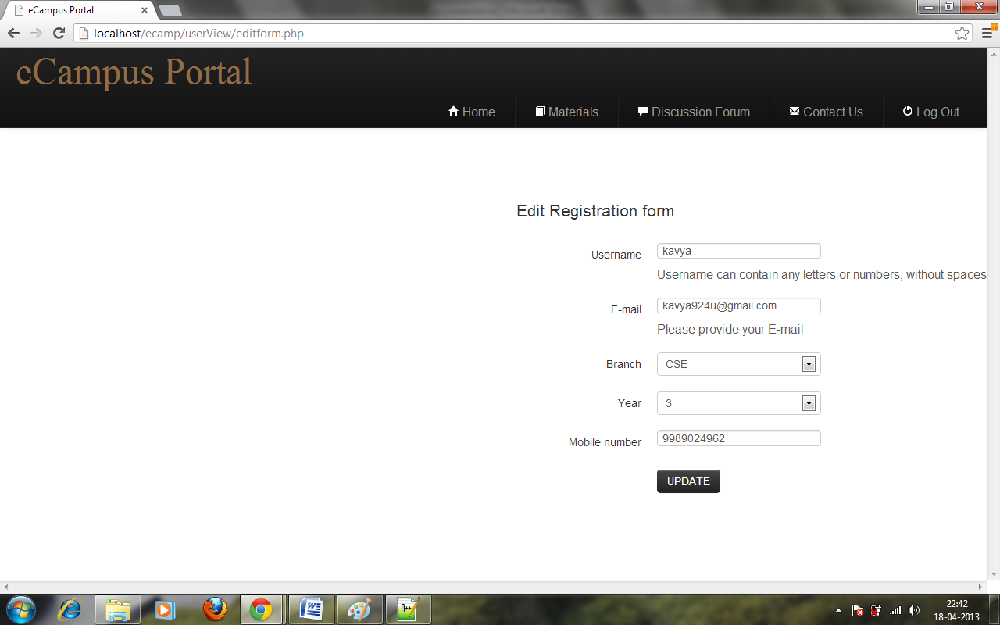 eCampus Portal
localhost/ecamp/userView/editform.php
eCampus Portal
Home Materials Discussion Forum Contact Us Log Out
Edit Registration form
Username kavya
Username can contain any letters or numbers, without spaces
E-mail kavya924u@gmail.com
Please provide your E-mail
Branch CSE
Year 3
Mobile number 9989024962
UPDATE
22:42
18-04-2013